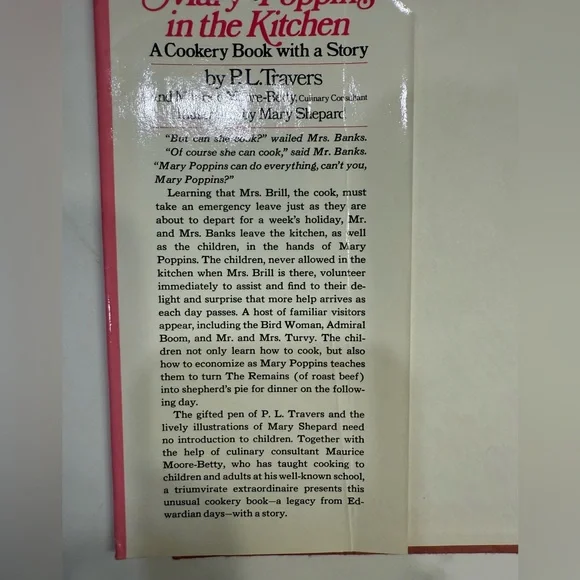 Mary Poppins
in the Kitchen
A Cookery Book with a Story
by P. L. Travers
and Maurice Moore-Betty, Culinary Consultant
by Mary Shepard
"But can she cook?" wailed Mrs. Banks.
"Of course she can cook," said Mr. Banks.
"Mary Poppins can do everything, can't you,
Mary Poppins?"
Learning that Mrs. Brill, the cook, must
take an emergency leave just as they are
about to depart for a week's holiday, Mr.
and Mrs. Banks leave the kitchen, as well
as the children, in the hands of Mary
Poppins. The children, never allowed in the
kitchen when Mrs. Brill is there, volunteer
immediately to assist and find to their de-
light and surprise that more help arrives as
each day passes. A host of familiar visitors
appear, including the Bird Woman, Admiral
Boom, and Mr. and Mrs. Turvy. The chil-
dren not only learn how to cook, but also
how to economize as Mary Poppins teaches
them to turn The Remains (of roast beef)
into shepherd's pie for dinner on the follow-
ing day.
The gifted pen of P. L. Travers and the
lively illustrations of Mary Shepard need
no introduction to children. Together with
the help of culinary consultant Maurice
Moore-Betty, who has taught cooking to
children and adults at his well-known school,
a triumvirate extraordinaire presents this
unusual cookery book—a legacy from Ed-
wardian days—with a story.